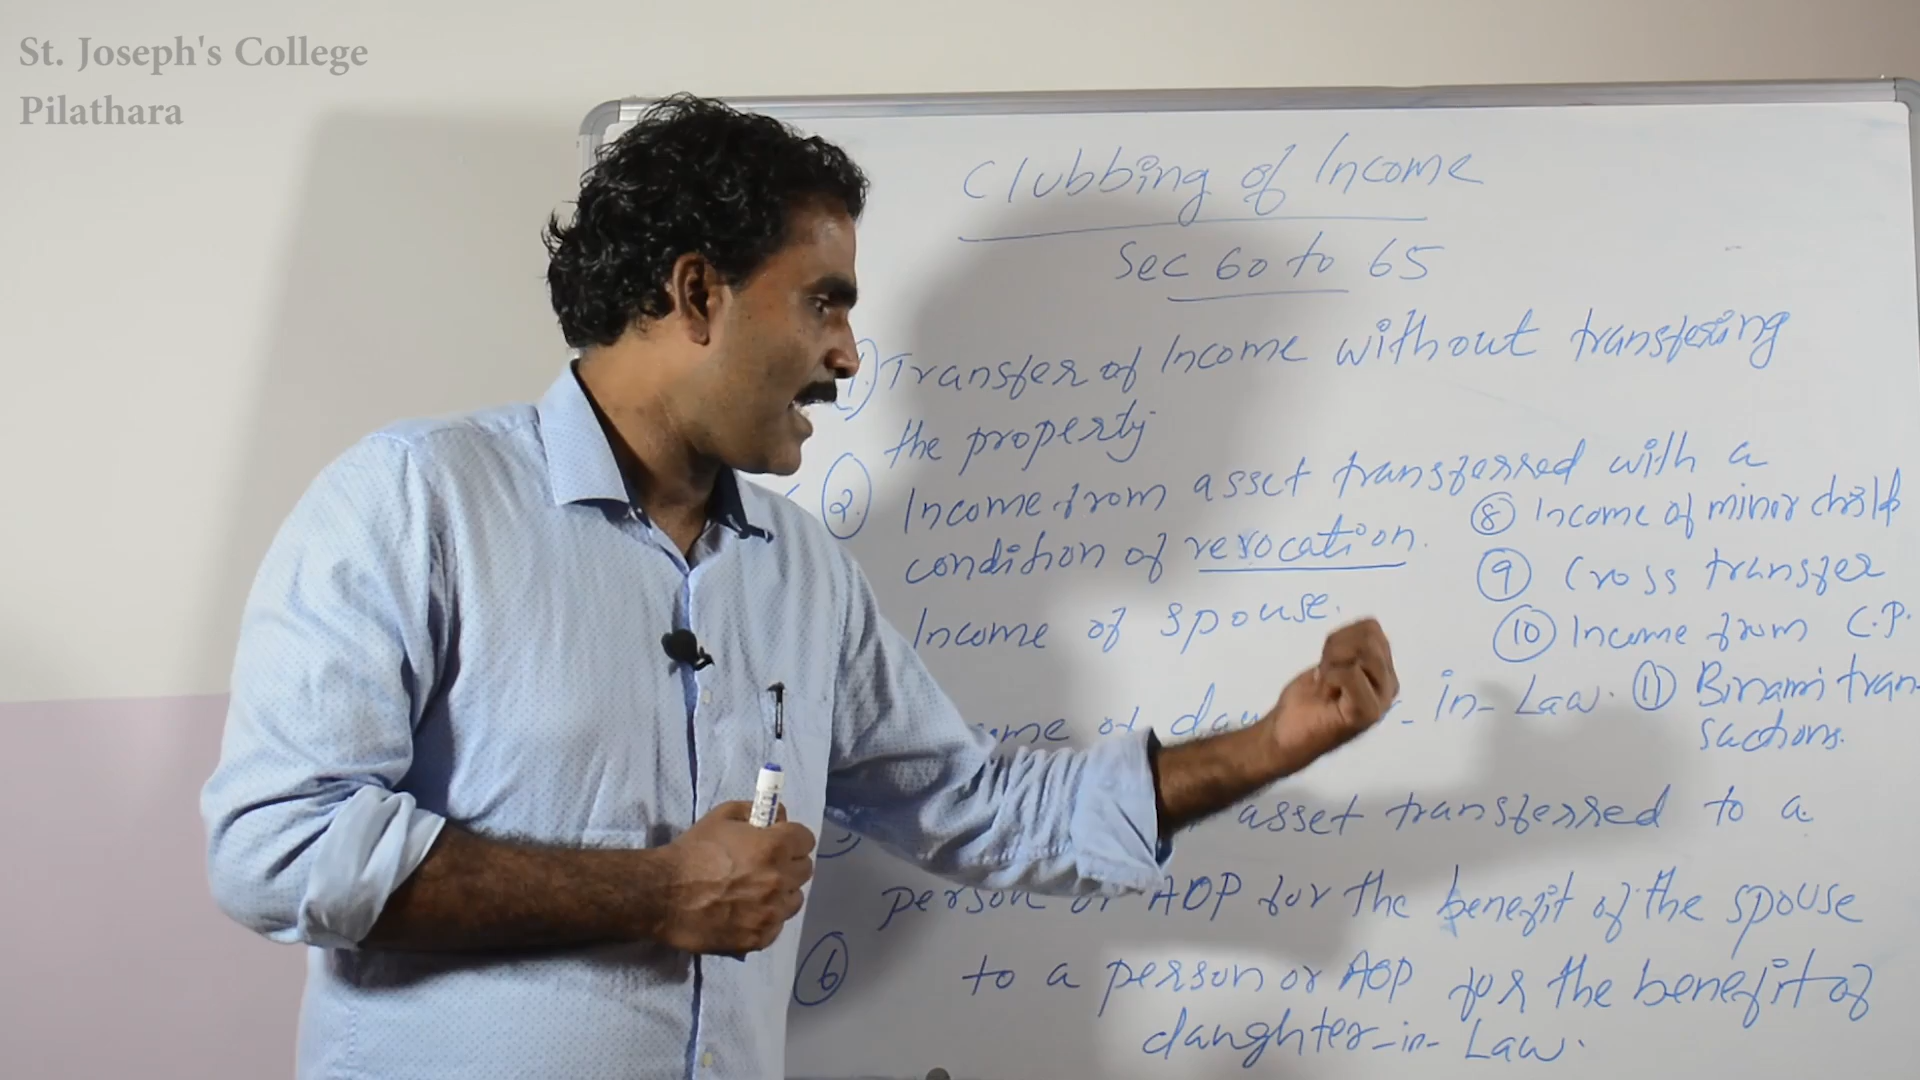 St. Joseph's College
Pilathara
Clubbing of Income
Sec 60 to 65
1.) Transfer of Income without transfering
the property
2. Income from asset transferred with a
condition of revocation.
Income of spouse.
of in-Law.
asset transferred to a
person or AOP for the benefit of the spouse
6 to a person or AOP for the benefit of
daughter-in-Law.
8 Income of minor child
9 Cross transfer
10 Income from C.P.
11 Binami tran-
sactions.